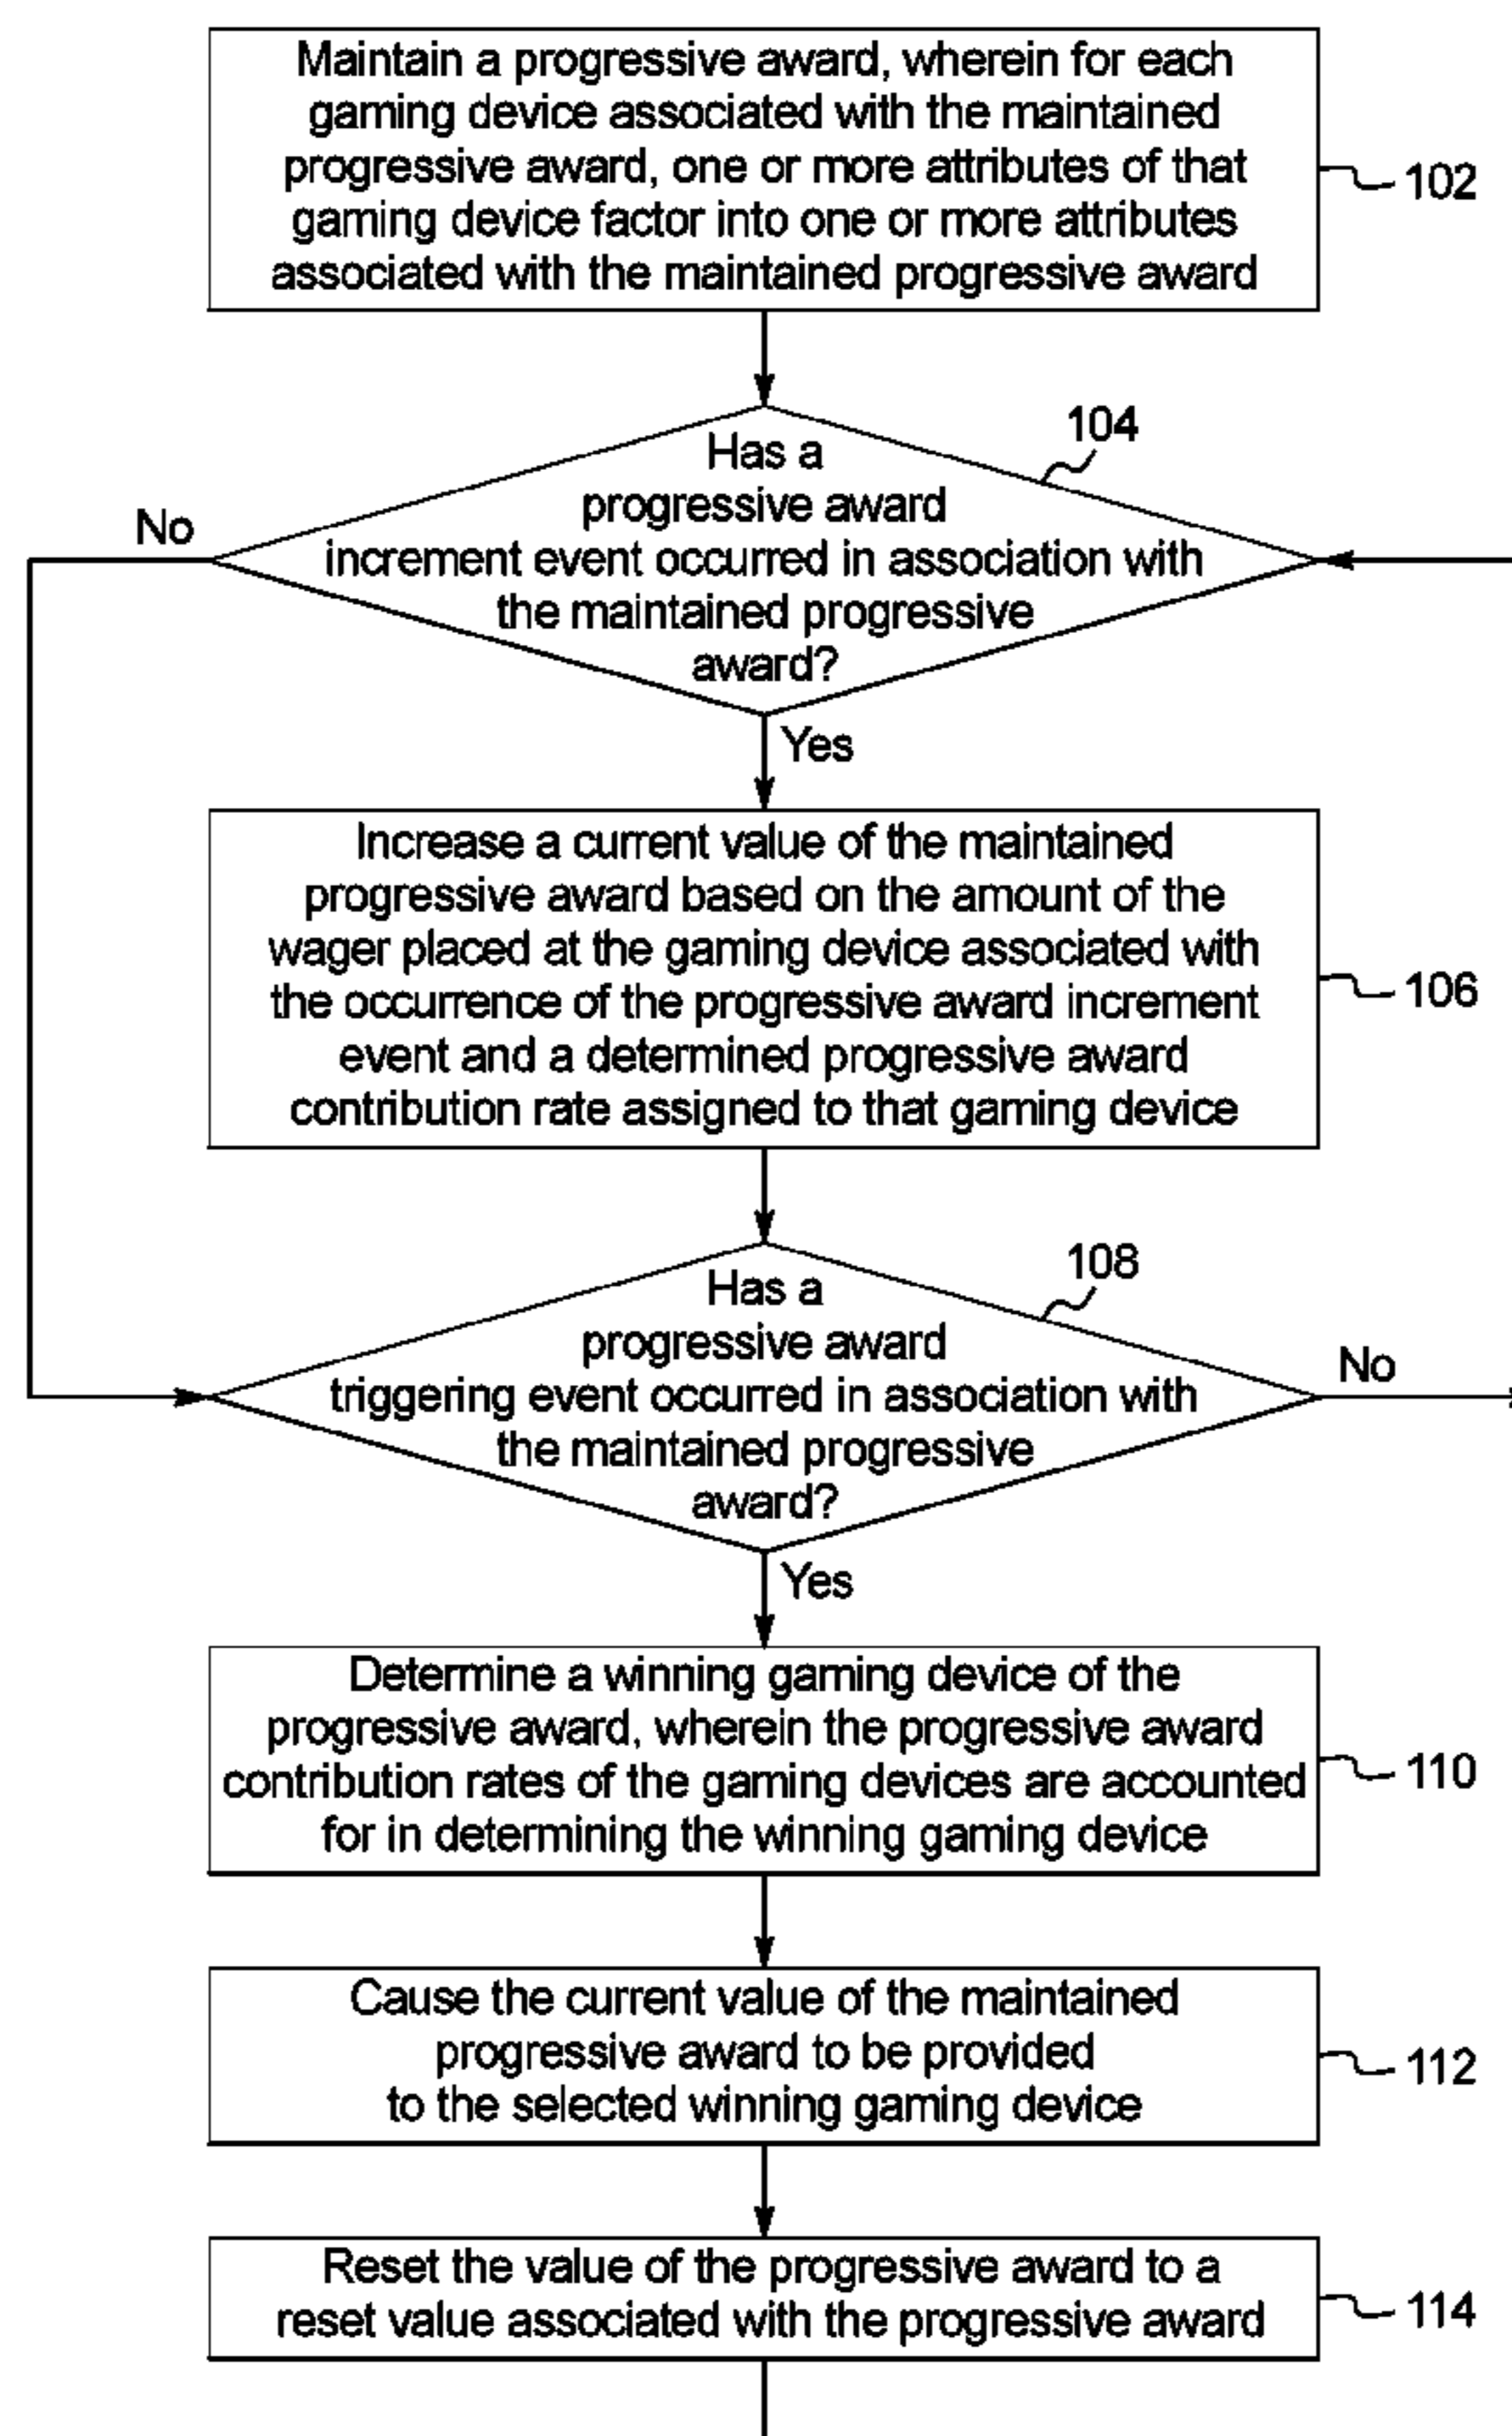 Maintain a progressive award, wherein for each
gaming device associated with the maintained
progressive award, one or more attributes of that
gaming device factor into one or more attributes
associated with the maintained progressive award
102
104
Has a
progressive award
increment event occurred in association with
the maintained progressive
award?
No
Yes
Increase a current value of the maintained
progressive award based on the amount of the
wager placed at the gaming device associated with
the occurrence of the progressive award increment
event and a determined progressive award
contribution rate assigned to that gaming device
106
108
Has a
progressive award
triggering event occurred in association with
the maintained progressive
award?
No
Yes
Determine a winning gaming device of the
progressive award, wherein the progressive award
contribution rates of the gaming devices are accounted
for in determining the winning gaming device
110
Cause the current value of the maintained
progressive award to be provided
to the selected winning gaming device
112
Reset the value of the progressive award to a
reset value associated with the progressive award
114